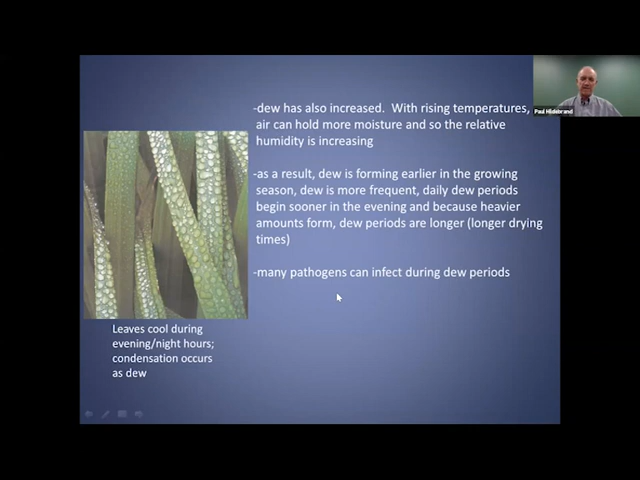 -dew has also increased.  With rising temperatures,
air can hold more moisture and so the relative
humidity is increasing
-as a result, dew is forming earlier in the growing
season, dew is more frequent, daily dew periods
begin sooner in the evening and because heavier
amounts form, dew periods are longer (longer drying
times)
-many pathogens can infect during dew periods
Leaves cool during
evening/night hours;
condensation occurs
as dew
Paul Hildebrand